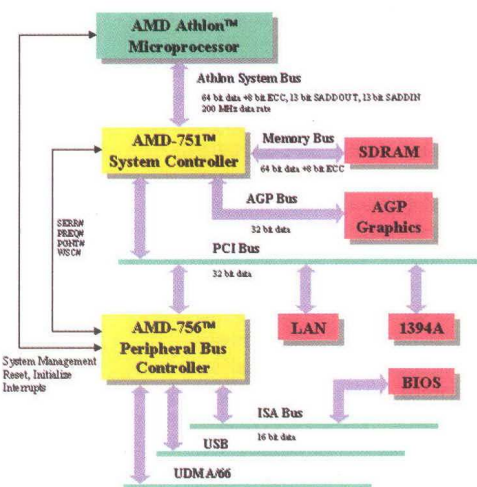 AMD Athlon™
Microprocessor
Athlon System Bus
64 bit data +8 bit ECC, 13 bit SADDOUT, 13 bit SADDIN
200 MHz data rate
AMD-751™
System Controller
Memory Bus
64 bit data +8 bit ECC
SDRAM
AGP Bus
32 bit data
AGP
Graphics
SERR#
PREQ#
PGNT#
WSC#
PCI Bus
32 bit data
AMD-756™
Peripheral Bus
Controller
LAN
1394A
System Management
Reset, Initialize
Interrupts
BIOS
ISA Bus
16 bit data
USB
UDMA/66